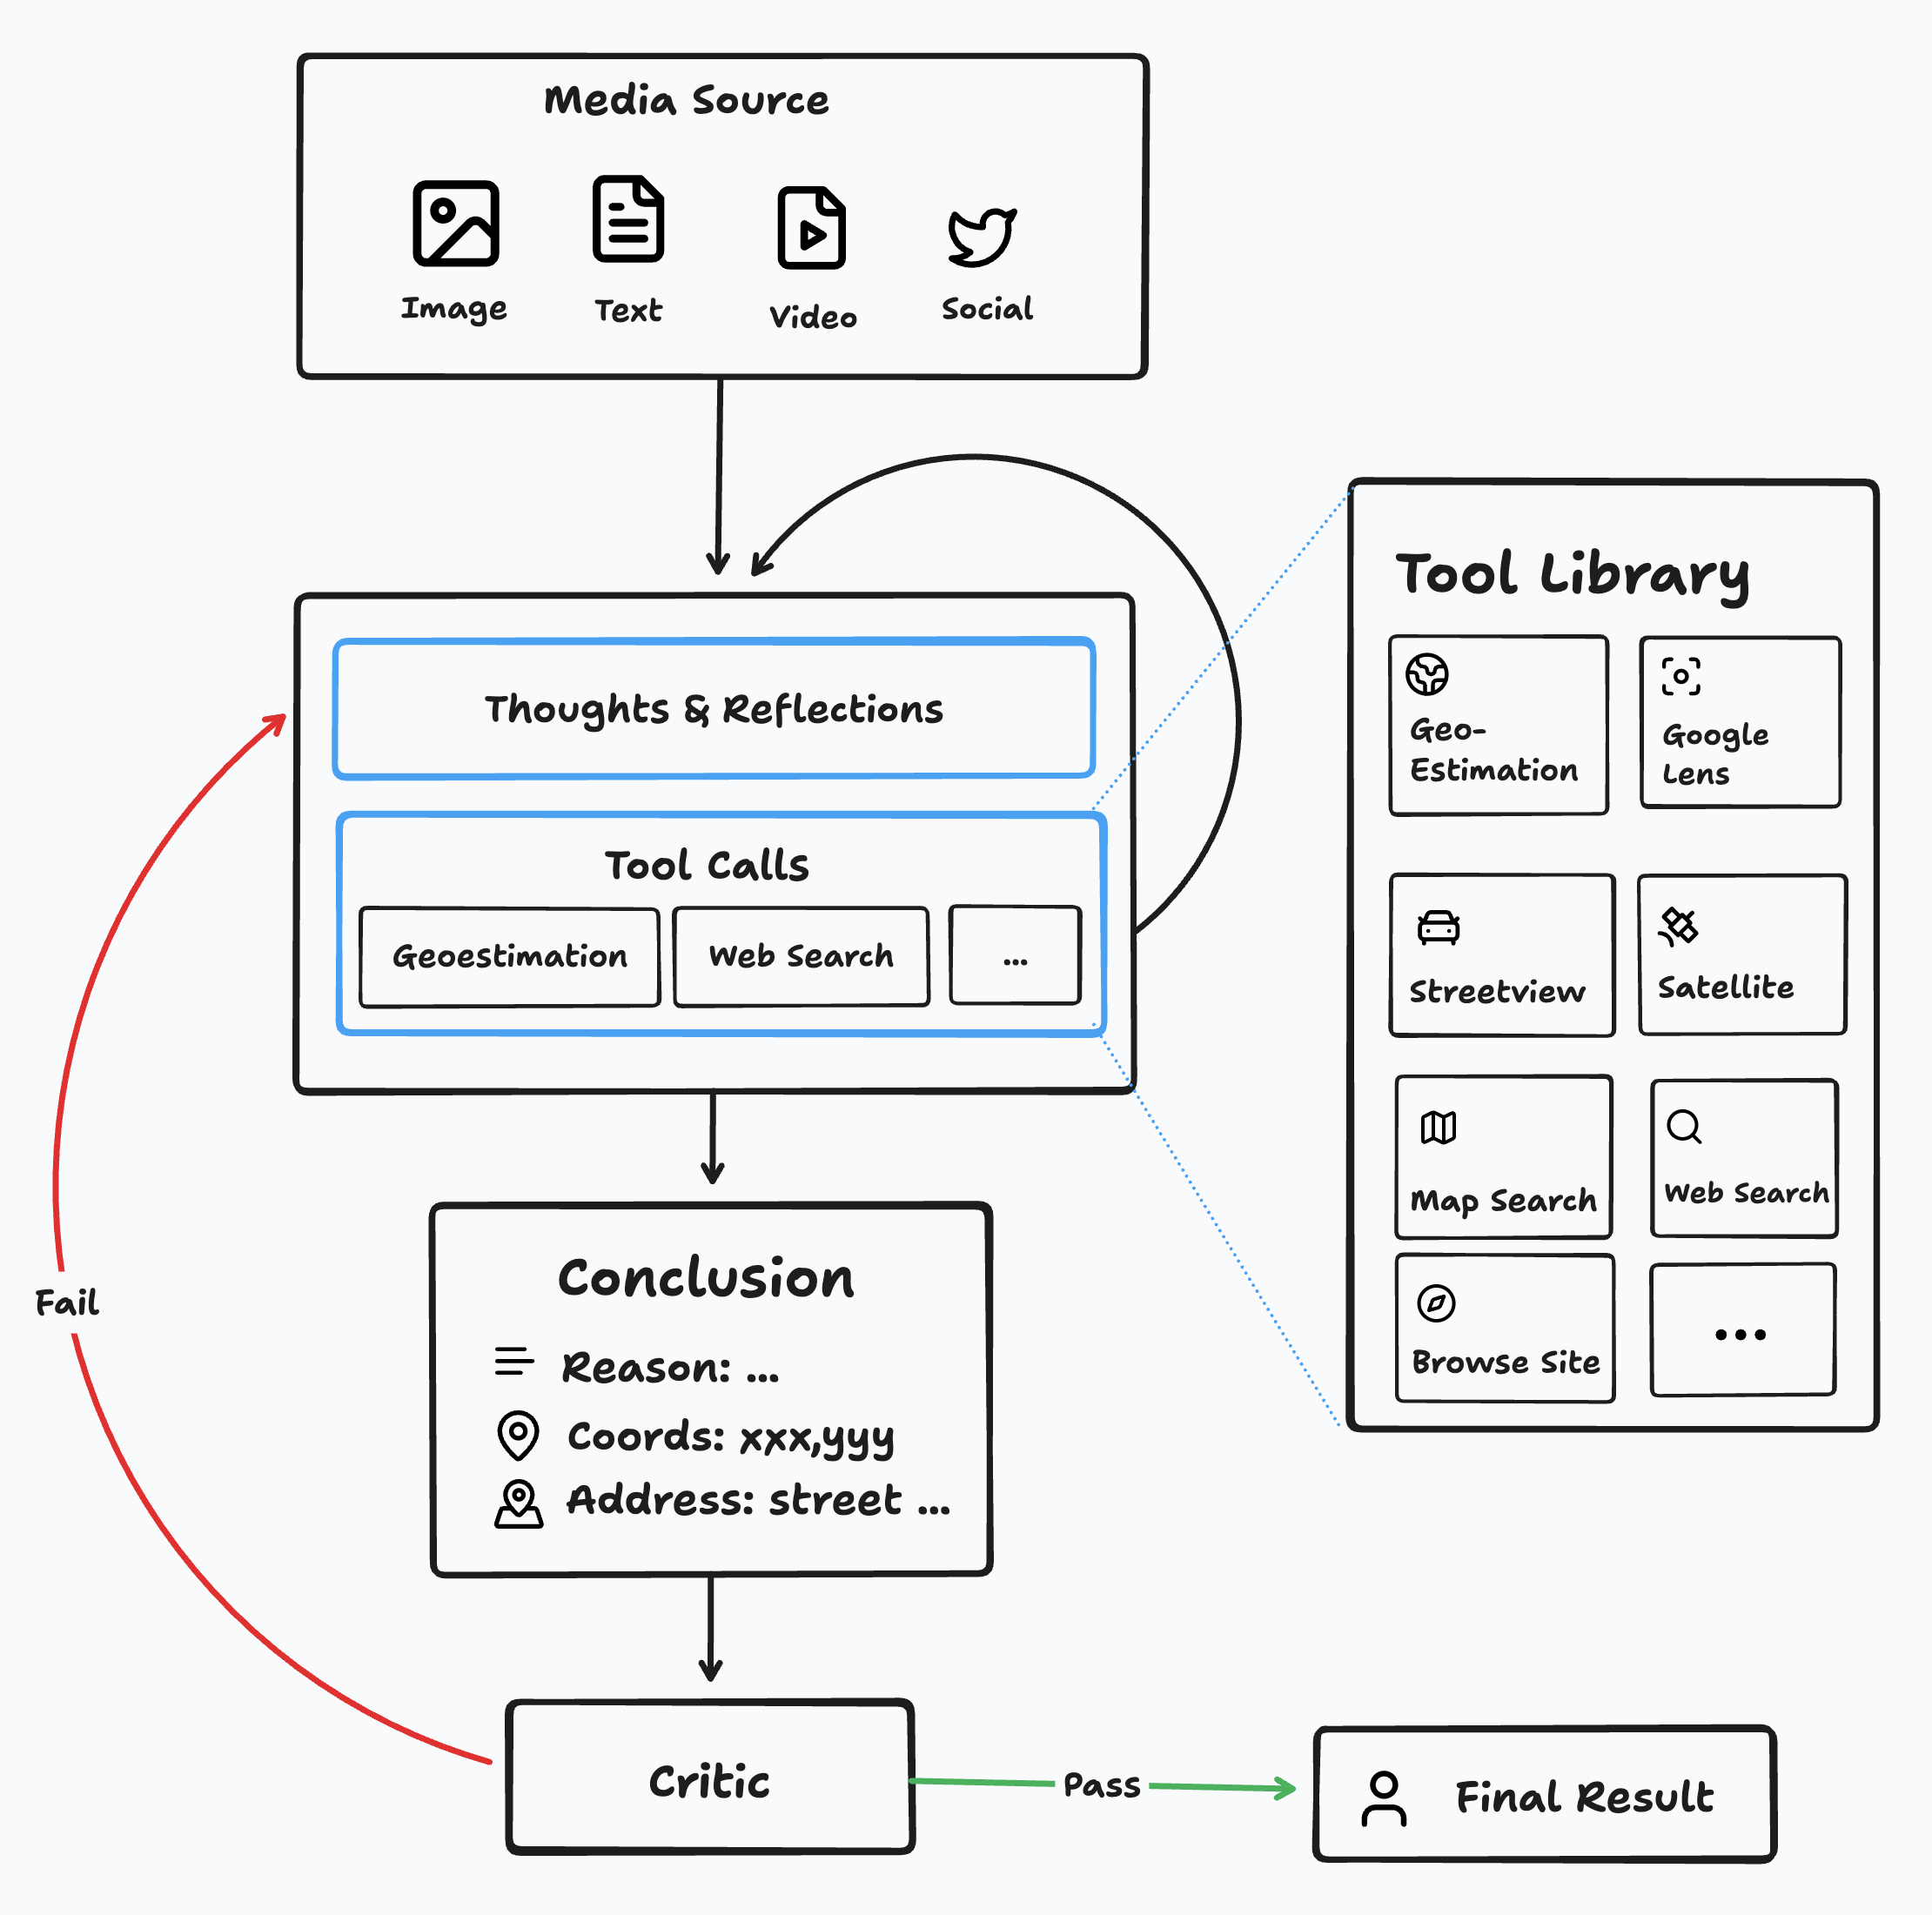 Media Source
Image
Text
Video
Social
Thoughts & Reflections
Tool Calls
Geoestimation
Web Search
...
Tool Library
Geo-
Estimation
Google
Lens
Streetview
Satellite
Map Search
Web Search
Browse Site
...
Conclusion
Reason: ...
Coords: xxx,yyy
Address: street ...
Fail
Critic
Pass
Final Result